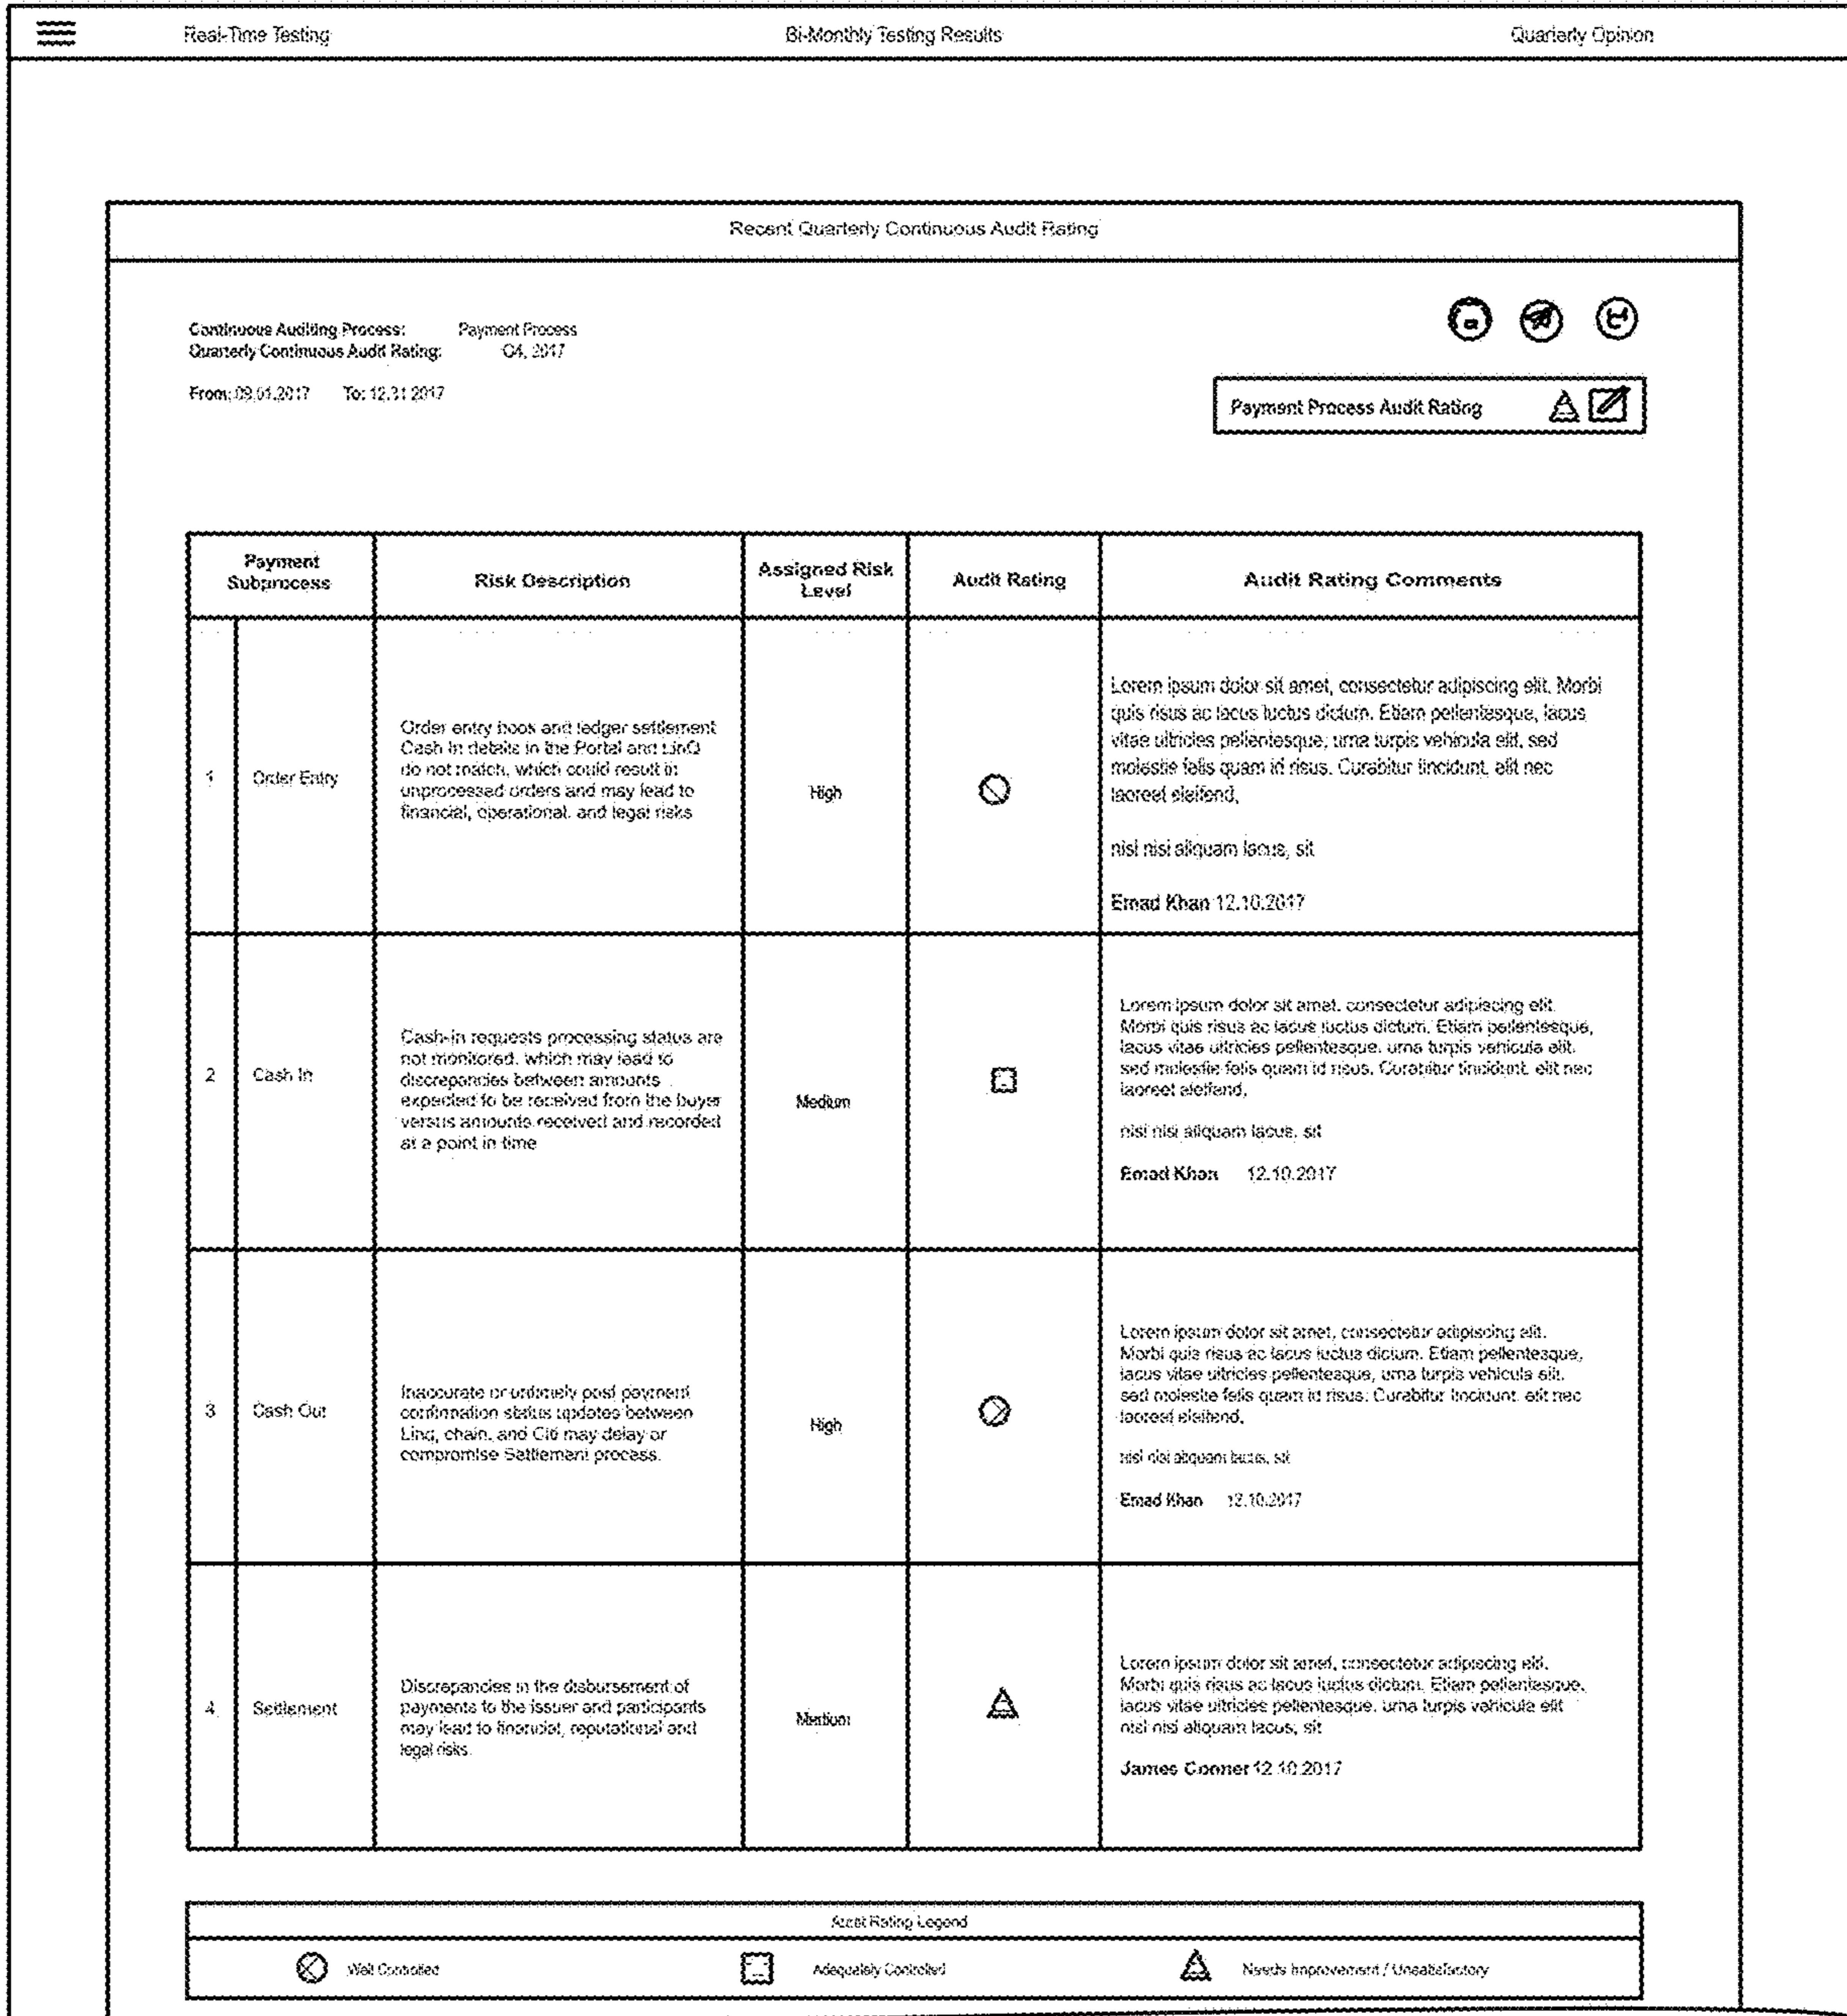 Real-Time Testing
Bi-Monthly Testing Results
Quarterly Opinion
Recent Quarterly Continuous Audit Rating
Continuous Auditing Process: Payment Process
Quarterly Continuous Audit Rating: Q4, 2017
From: 09.01.2017 To: 12.31.2017
Payment Process Audit Rating
Payment
Subprocess
Risk Description
Assigned Risk
Level
Audit Rating
Audit Rating Comments
1
Order Entry
Order entry book and ledger settlement
Cash In details in the Portal and LinQ
do not match, which could result in
unprocessed orders and may lead to
financial, operational, and legal risks
High
Lorem ipsum dolor sit amet, consectetur adipiscing elit. Morbi
quis risus ac lacus luctus dictum. Etiam pellentesque, lacus
vitae ultricies pellentesque, urna turpis vehicula elit, sed
molestie felis quam id risus. Curabitur tincidunt, elit nec
laoreet eleifend,
nisl nisi aliquam lacus, sit
Emad Khan 12.10.2017
2
Cash In
Cash-in requests processing status are
not monitored, which may lead to
discrepancies between amounts
expected to be received from the buyer
versus amounts received and recorded
at a point in time
Medium
Lorem ipsum dolor sit amet, consectetur adipiscing elit.
Morbi quis risus ac lacus luctus dictum. Etiam pellentesque,
lacus vitae ultricies pellentesque, urna turpis vehicula elit,
sed molestie felis quam id risus. Curabitur tincidunt, elit nec
laoreet eleifend,
nisl nisi aliquam lacus, sit
Emad Khan 12.10.2017
3
Cash Out
Inaccurate or untimely post payment
confirmation status updates between
Linq, chain, and Citi may delay or
compromise Settlement process.
High
Lorem ipsum dolor sit amet, consectetur adipiscing elit.
Morbi quis risus ac lacus luctus dictum. Etiam pellentesque,
lacus vitae ultricies pellentesque, urna turpis vehicula elit,
sed molestie felis quam id risus. Curabitur tincidunt, elit nec
laoreet eleifend,
nisl nisi aliquam lacus, sit
Emad Khan 12.10.2017
4
Settlement
Discrepancies in the disbursement of
payments to the issuer and participants
may lead to financial, reputational and
legal risks.
Medium
Lorem ipsum dolor sit amet, consectetur adipiscing elit.
Morbi quis risus ac lacus luctus dictum. Etiam pellentesque,
lacus vitae ultricies pellentesque, urna turpis vehicula elit
nisl nisi aliquam lacus, sit
James Conner 12.10.2017
Audit Rating Legend
Well Controlled
Adequately Controlled
Needs Improvement / Unsatisfactory